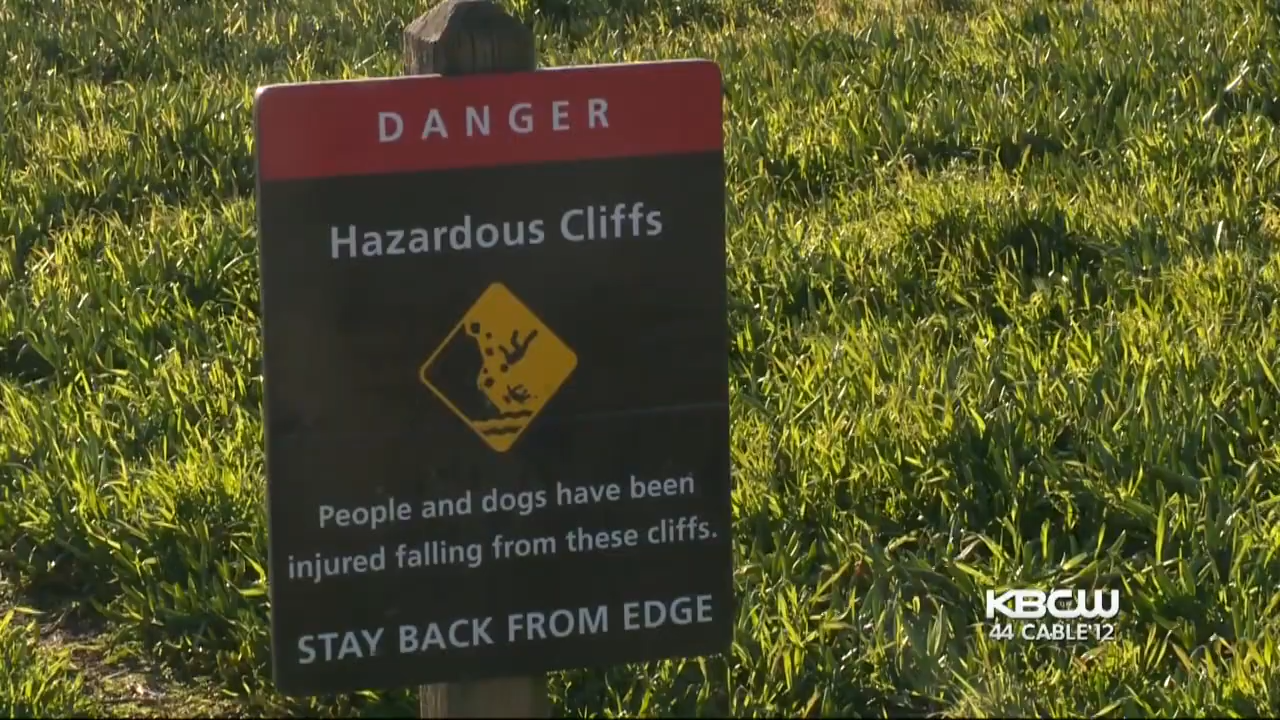 DANGER
Hazardous Cliffs
People and dogs have been
injured falling from these cliffs.
STAY BACK FROM EDGE
KBCW
44 CABLE 12